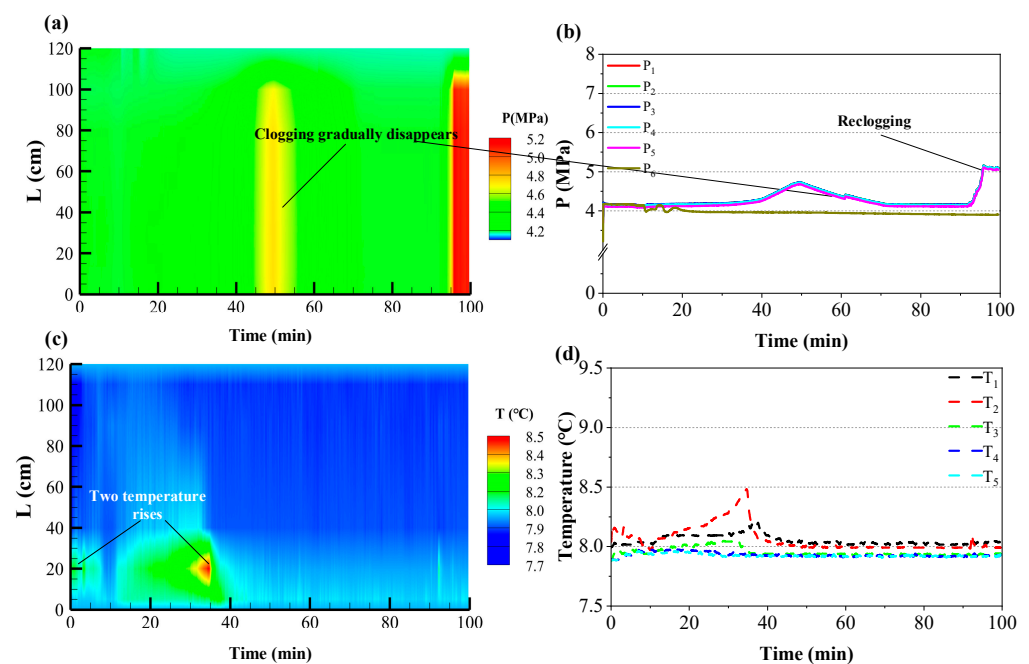 (a)
120
100
80
60
40
20
0
L (cm)
0 20 40 60 80 100
Time (min)
Clogging gradually disappears
P(MPa)
5.2
5.0
4.8
4.6
4.4
4.2
(b)
8
7
6
5
4
0
P (MPa)
P1
P2
P3
P4
P5
P6
Reclogging
0 20 40 60 80 100
Time (min)
(c)
120
100
80
60
40
20
0
L (cm)
Two temperature
rises
0 20 40 60 80 100
Time (min)
T (℃)
8.5
8.4
8.3
8.2
8.1
8.0
7.9
7.8
7.7
(d)
9.5
9.0
8.5
8.0
7.5
Temperature (℃)
T1
T2
T3
T4
T5
0 20 40 60 80 100
Time (min)